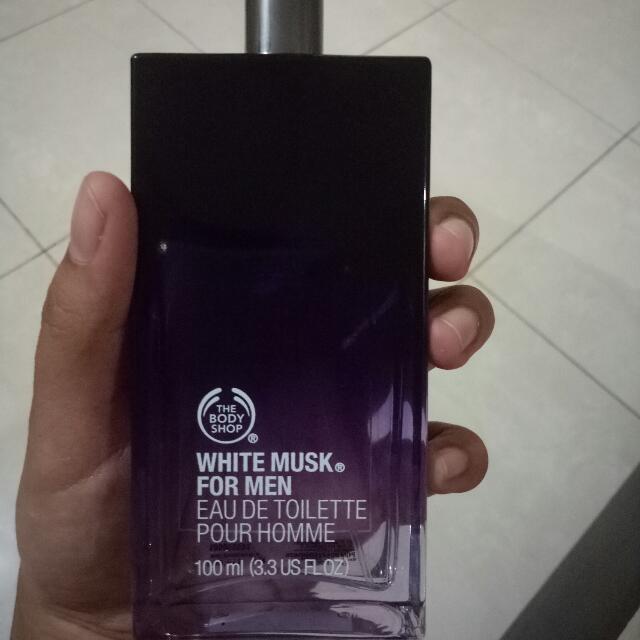 THE
BODY
SHOP®
WHITE MUSK®
FOR MEN
EAU DE TOILETTE
POUR HOMME
100 ml (3.3 US FL OZ)